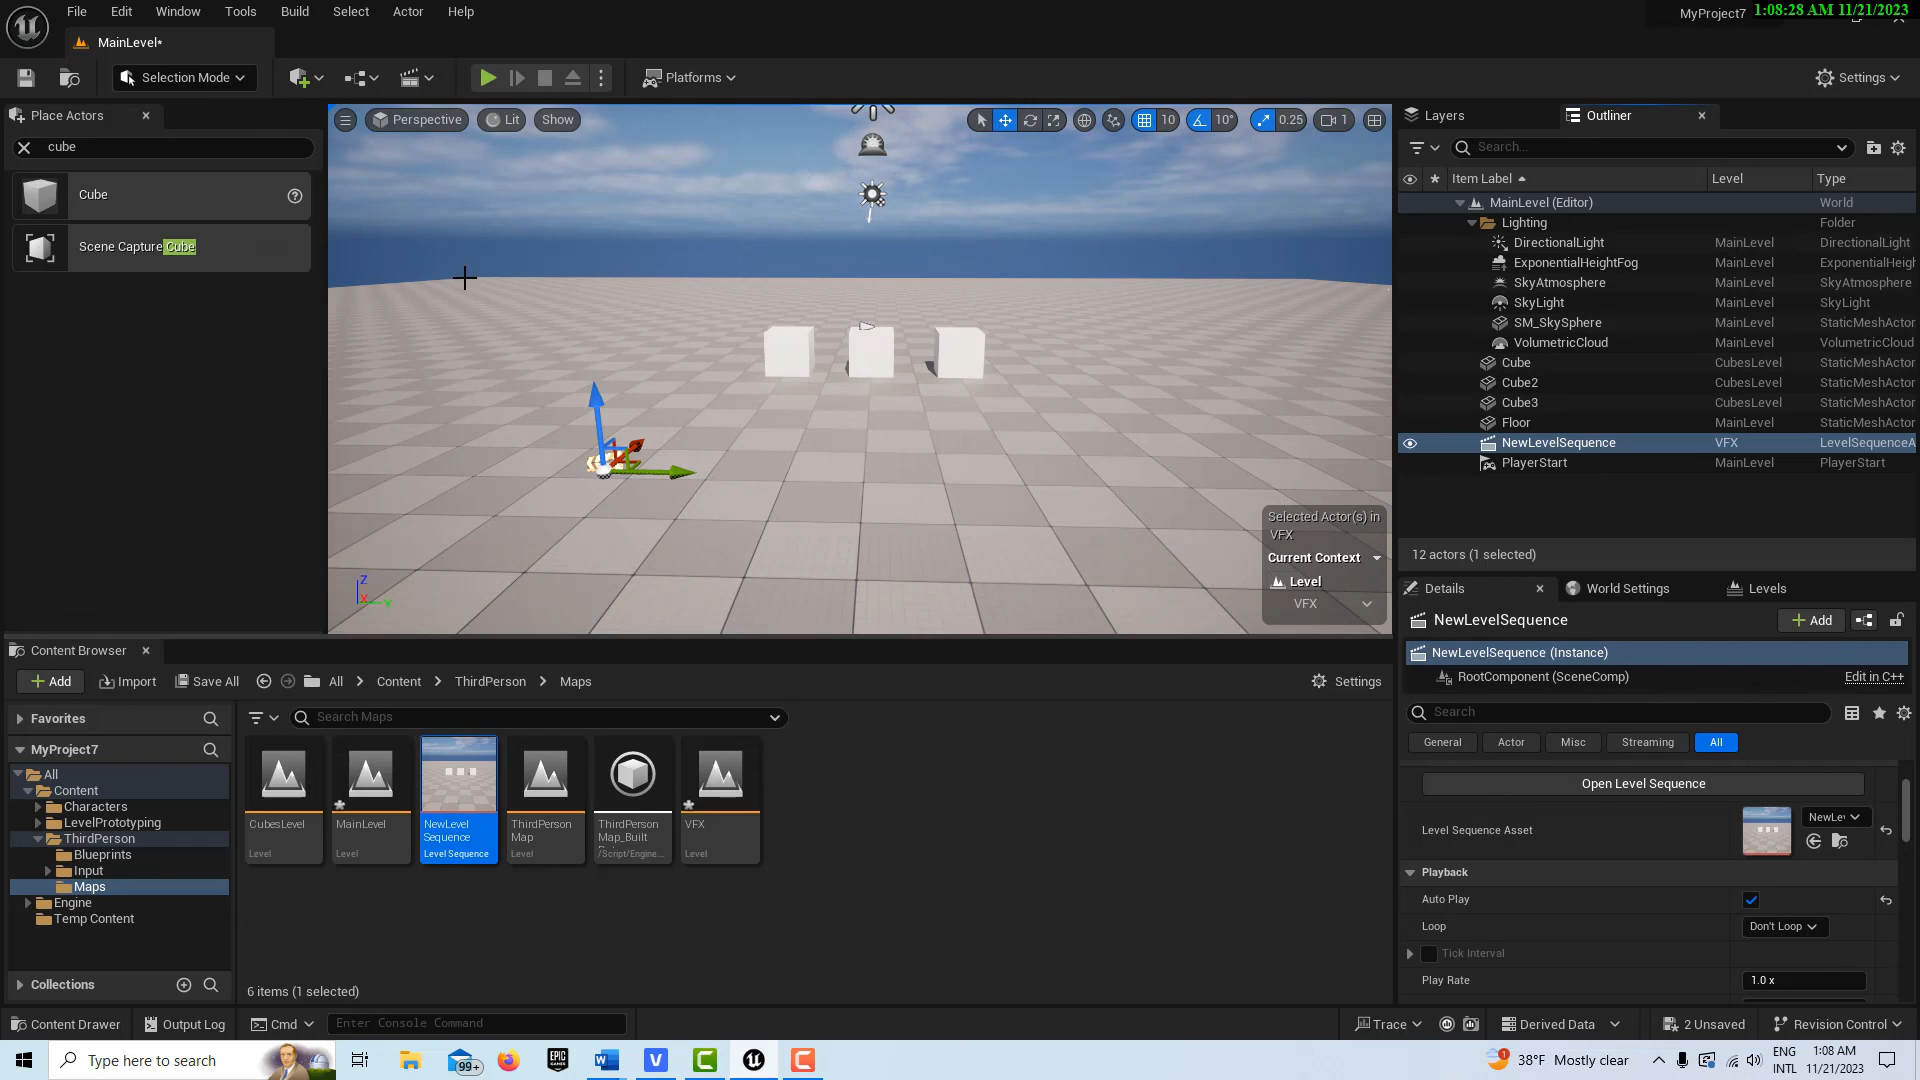 File Edit Window Tools Build Select Actor Help
MyProject7 1:08:28 AM 11/21/2023
MainLevel*
Selection Mode
Platforms
Settings
Place Actors
cube
Cube
Scene Capture Cube
Perspective Lit Show
10 10° 0.25 1
Selected Actor(s) in
VFX
Current Context
Level
VFX
Z
X
Y
Layers Outliner
Search...
Item Label Level Type
MainLevel (Editor) World
Lighting Folder
DirectionalLight MainLevel DirectionalLight
ExponentialHeightFog MainLevel ExponentialHeigh
SkyAtmosphere MainLevel SkyAtmosphere
SkyLight MainLevel SkyLight
SM_SkySphere MainLevel StaticMeshActor
VolumetricCloud MainLevel VolumetricCloud
Cube CubesLevel StaticMeshActor
Cube2 CubesLevel StaticMeshActor
Cube3 CubesLevel StaticMeshActor
Floor MainLevel StaticMeshActor
NewLevelSequence VFX LevelSequenceA
PlayerStart MainLevel PlayerStart
12 actors (1 selected)
Details World Settings Levels
NewLevelSequence Add
NewLevelSequence (Instance)
RootComponent (SceneComp) Edit in C++
Search
General Actor Misc Streaming All
Open Level Sequence
Level Sequence Asset NewLev
Playback
Auto Play
Loop Don't Loop
Tick Interval
Play Rate 1.0 x
Content Browser
Add Import Save All All Content ThirdPerson Maps Settings
Favorites
Search Maps
MyProject7
All
Content
Characters
LevelPrototyping
ThirdPerson
Blueprints
Input
Maps
Engine
Temp Content
Collections
CubesLevel
Level
MainLevel
Level
NewLevel
Sequence
Level Sequence
ThirdPerson
Map
Level
ThirdPerson
Map_Built
/Script/Engine...
VFX
Level
6 items (1 selected)
Content Drawer Output Log Cmd Enter Console Command Trace Derived Data 2 Unsaved Revision Control
Type here to search 99+ EPIC GAMES W V C C 1 38°F Mostly clear ENG INTL 1:08 AM 11/21/2023